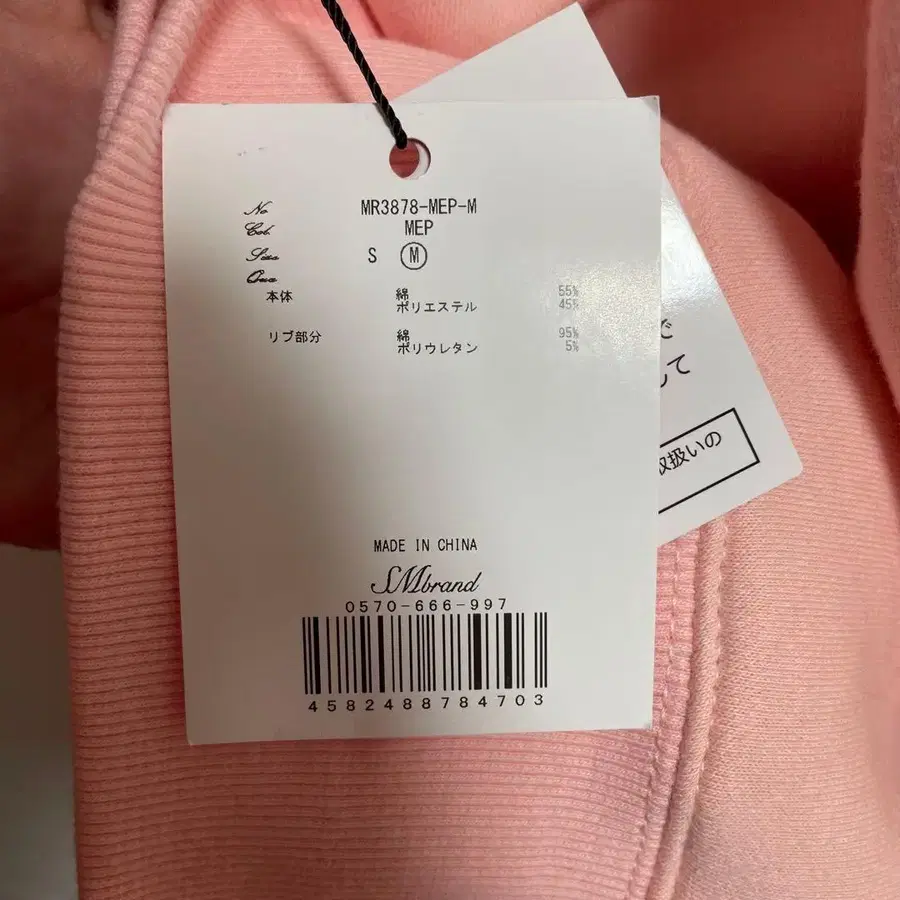 No MR3878-MEP-M
Col. MEP
Size S M
Qua
本体 綿 55%
ポリエステル 45%
リブ部分 綿 95%
ポリウレタン 5%
MADE IN CHINA
SMbrand
0570-666-997
4582488784703
で
して
取扱いの